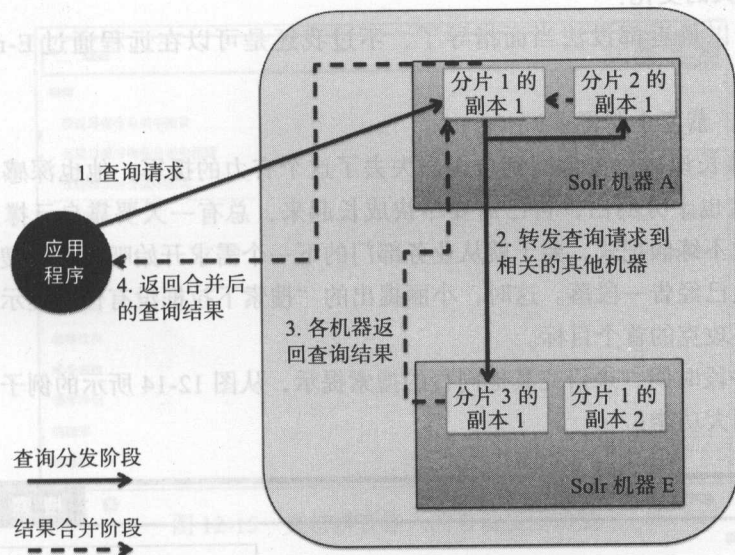 分片 1 的
副本 1
分片 2 的
副本 1
Solr 机器 A
1. 查询请求
应用
程序
2. 转发查询请求到
相关的其他机器
4. 返回合并后
的查询结果
3. 各机器返
回查询结果
分片 3 的
副本 1
分片 1 的
副本 2
Solr 机器 E
查询分发阶段
结果合并阶段